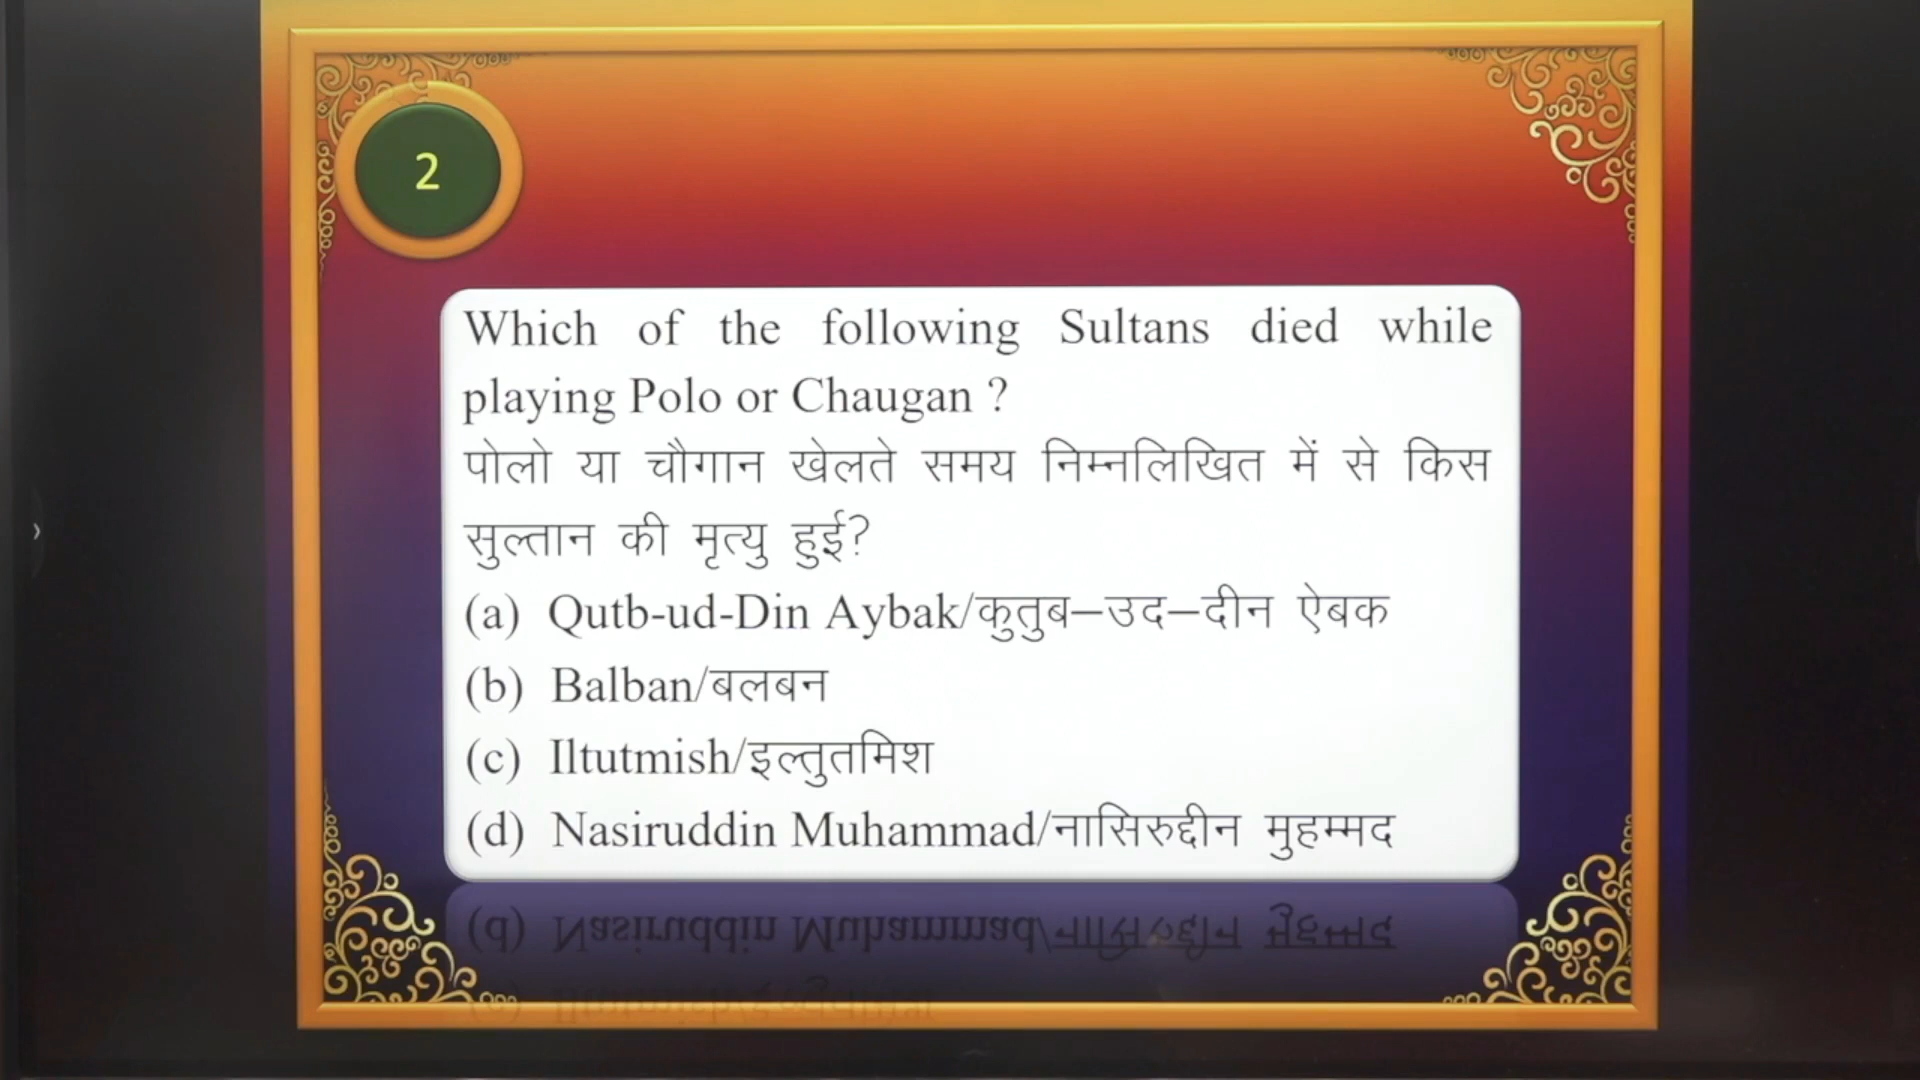 2
Which of the following Sultans died while
playing Polo or Chaugan ?
पोलो या चौगान खेलते समय निम्नलिखित में से किस
सुल्तान की मृत्यु हुई?
(a) Qutb-ud-Din Aybak/कुतुब–उद–दीन ऐबक
(b) Balban/बलबन
(c) Iltutmish/इल्तुतमिश
(d) Nasiruddin Muhammad/नासिरुद्दीन मुहम्मद